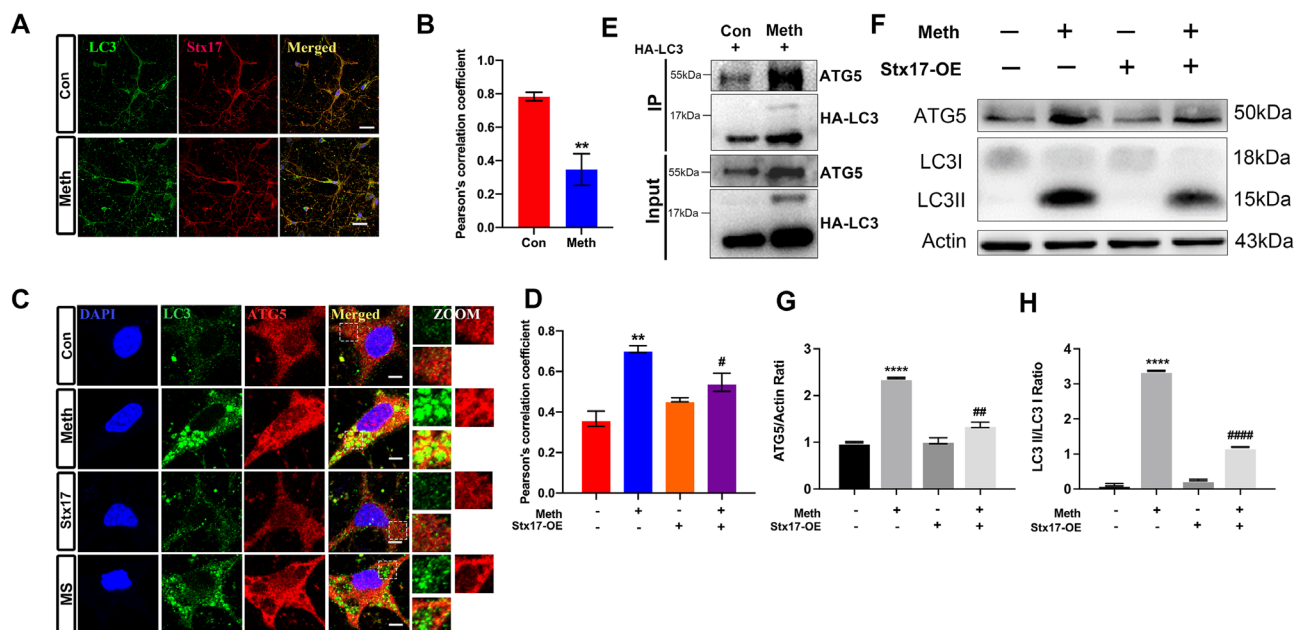 A
LC3 Stx17 Merged
Con
Meth
B
Pearson's correlation coefficient
1.0
0.8
0.6
0.4
0.2
0.0
**
Con Meth
E
Con Meth
HA-LC3 + +
IP
55kDa ATG5
17kDa HA-LC3
Input
55kDa ATG5
17kDa HA-LC3
F
Meth — + — +
Stx17-OE — — + +
ATG5 50kDa
LC3I 18kDa
LC3II 15kDa
Actin 43kDa
C
DAPI LC3 ATG5 Merged ZOOM
Con
Meth
Stx17
MS
D
Pearson's correlation coefficient
0.8
0.6
0.4
0.2
0.0
**
#
Meth - + - +
Stx17-OE - - + +
G
ATG5/Actin Rati
3
2
1
0
****
##
Meth - + - +
Stx17-OE - - + +
H
LC3 II/LC3 I Ratio
4
3
2
1
0
****
####
Meth - + - +
Stx17-OE - - + +